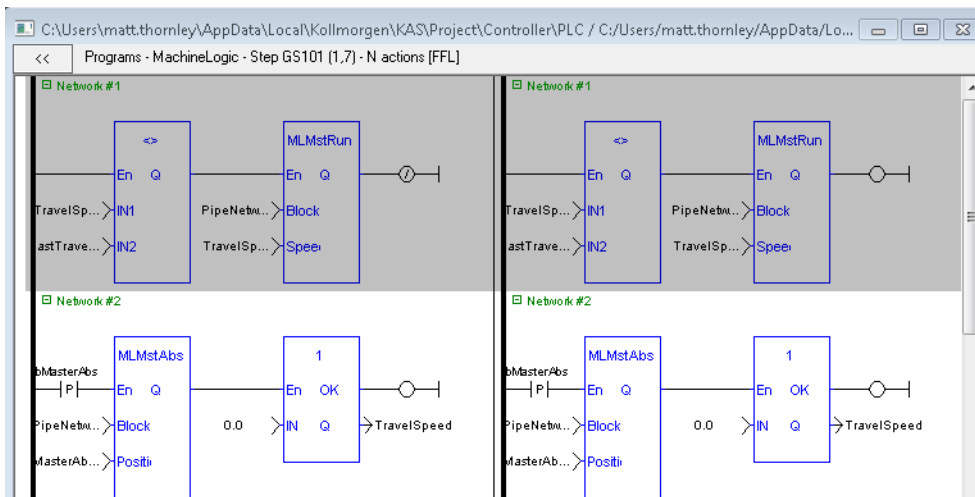 C:\Users\matt.thornley\AppData\Local\Kollmorgen\KAS\Project\Controller\PLC / C:/Users/matt.thornley/AppData/Lo...
<< Programs - MachineLogic - Step GS101 (1,7) - N actions [FFL]
Network #1
<> MLMstRun
En Q En Q
TravelSp... IN1 PipeNetw... Block
astTrave... IN2 TravelSp... Speed
Network #1
<> MLMstRun
En Q En Q
TravelSp... IN1 PipeNetw... Block
astTrave... IN2 TravelSp... Speed
Network #2
MLMstAbs 1
bMasterAbs
P En Q En OK
PipeNetw... Block 0.0 IN Q TravelSpeed
MasterAb... Positi
Network #2
MLMstAbs 1
bMasterAbs
P En Q En OK
PipeNetw... Block 0.0 IN Q TravelSpeed
MasterAb... Positi